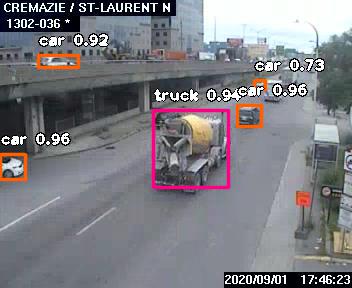 CREMAZIE / ST-LAURENT N
1302-036 *
car 0.92
car 0.73
truck 0.94
car 0.96
car 0.96
2020/09/01 17:46:23